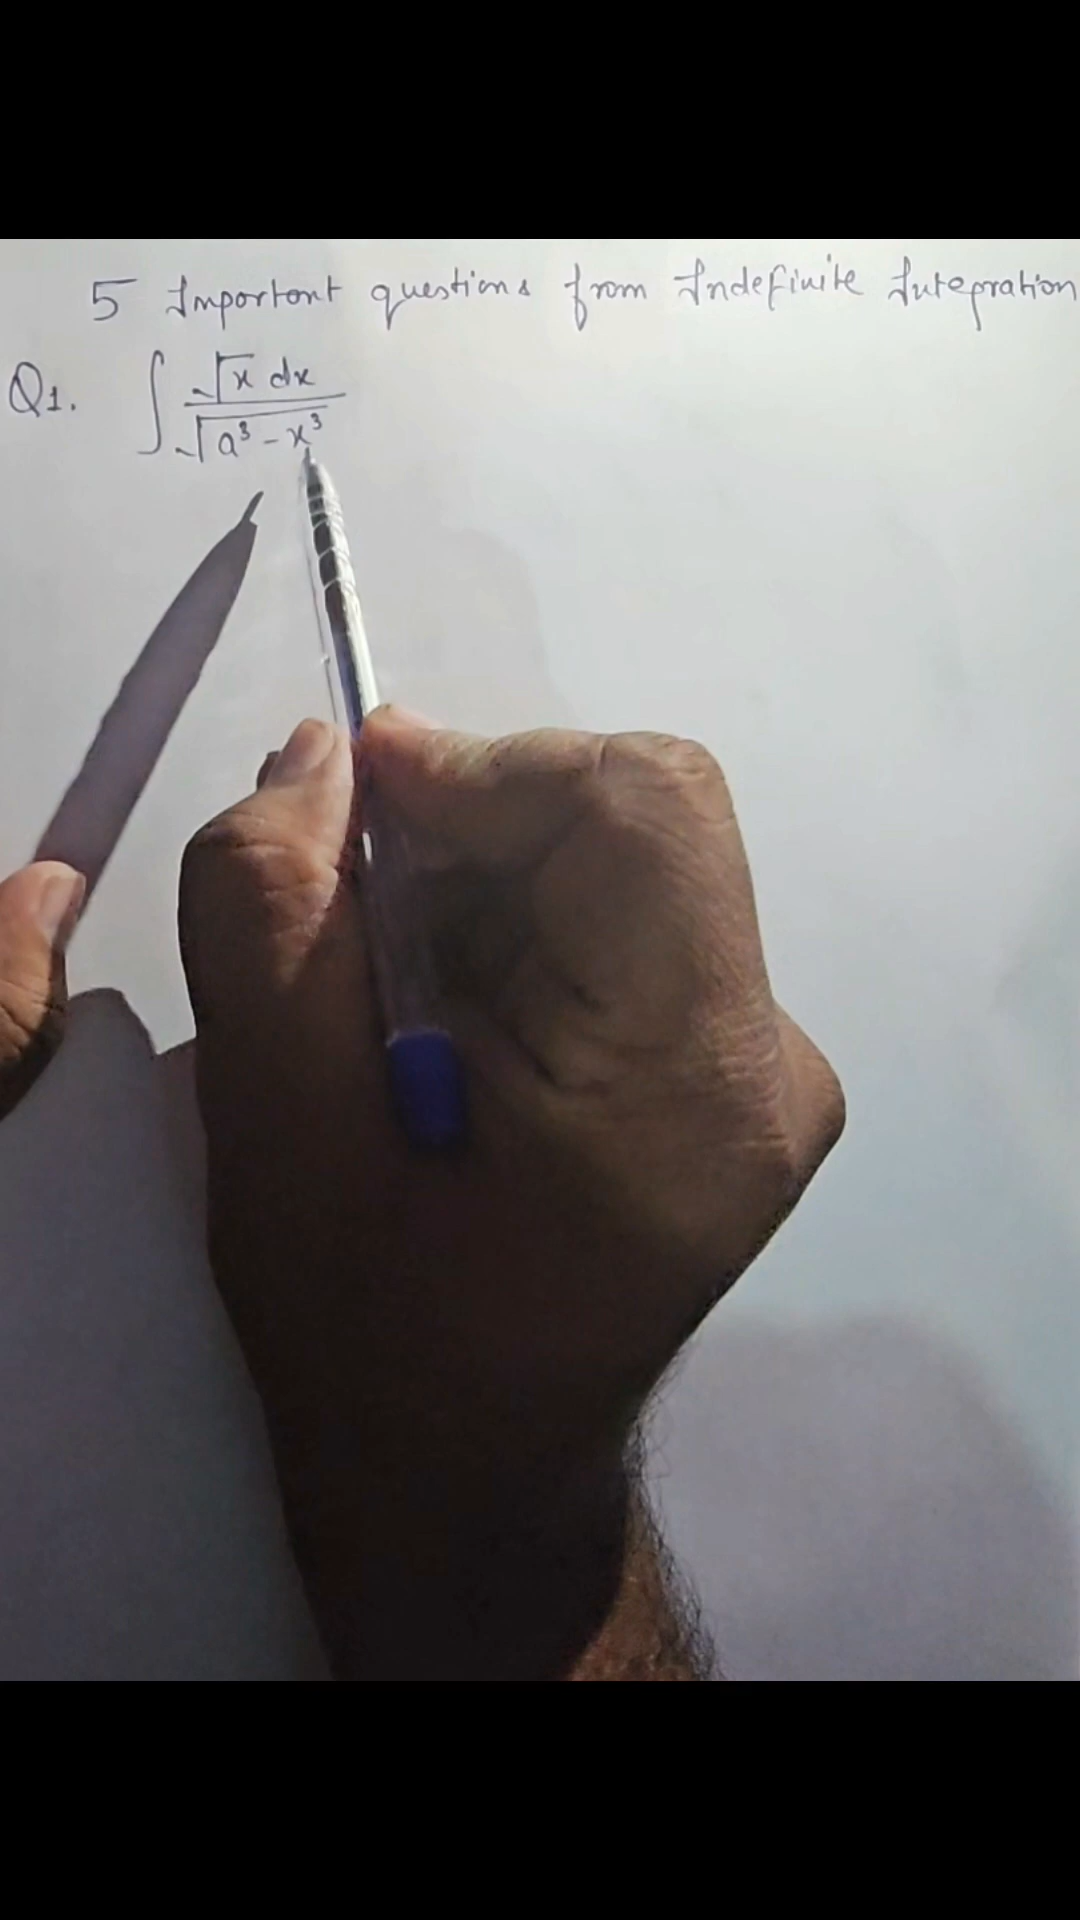 5 Important questions from Indefinite Integration
Q1. ∫ √x dx / √(a³ - x³)